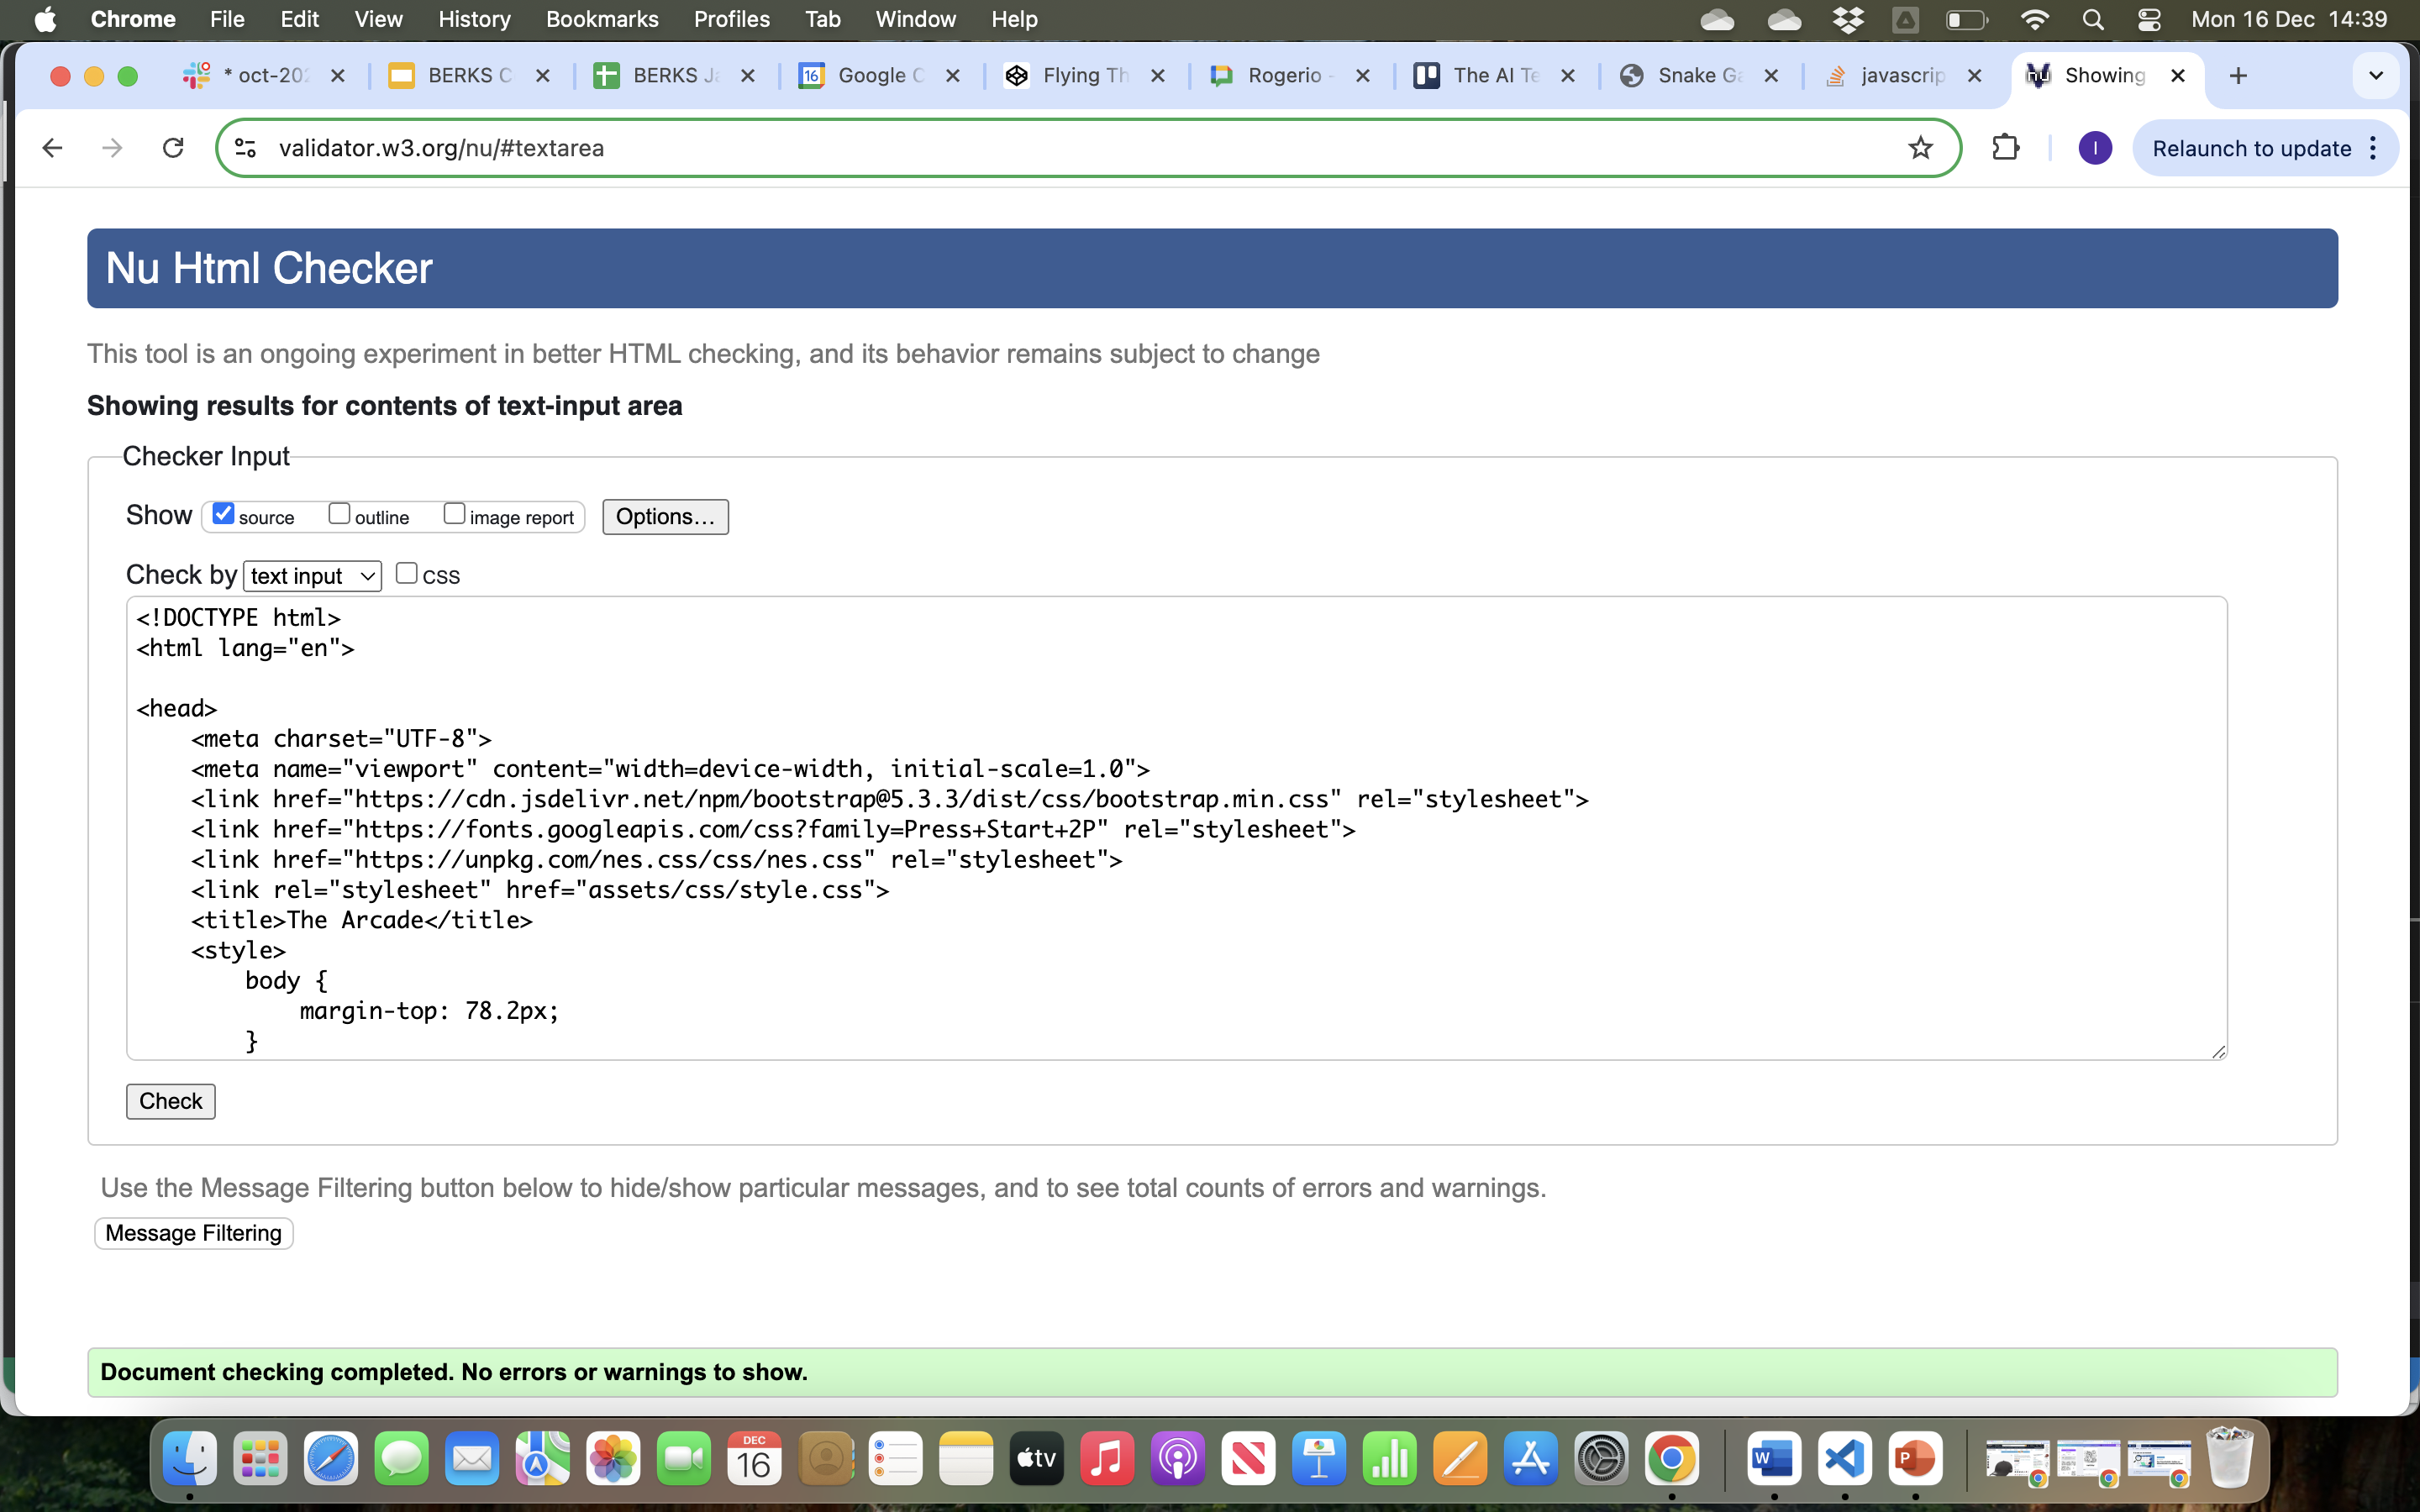 Chrome File Edit View History Bookmarks Profiles Tab Window Help Mon 16 Dec 14:39
* oct-202 BERKS C BERKS Ja 16 Google C Flying Th Rogerio - The AI Te Snake Ga javascrip nu Showing
validator.w3.org/nu/#textarea I Relaunch to update
Nu Html Checker
This tool is an ongoing experiment in better HTML checking, and its behavior remains subject to change
Showing results for contents of text-input area
Checker Input
Show source outline image report Options...
Check by text input CSS
<!DOCTYPE html>
<html lang="en">
<head>
<meta charset="UTF-8">
<meta name="viewport" content="width=device-width, initial-scale=1.0">
<link href="https://cdn.jsdelivr.net/npm/bootstrap@5.3.3/dist/css/bootstrap.min.css" rel="stylesheet">
<link href="https://fonts.googleapis.com/css?family=Press+Start+2P" rel="stylesheet">
<link href="https://unpkg.com/nes.css/css/nes.css" rel="stylesheet">
<link rel="stylesheet" href="assets/css/style.css">
<title>The Arcade</title>
<style>
body {
margin-top: 78.2px;
}
Check
Use the Message Filtering button below to hide/show particular messages, and to see total counts of errors and warnings.
Message Filtering
Document checking completed. No errors or warnings to show.
DEC
16
tv
W
P